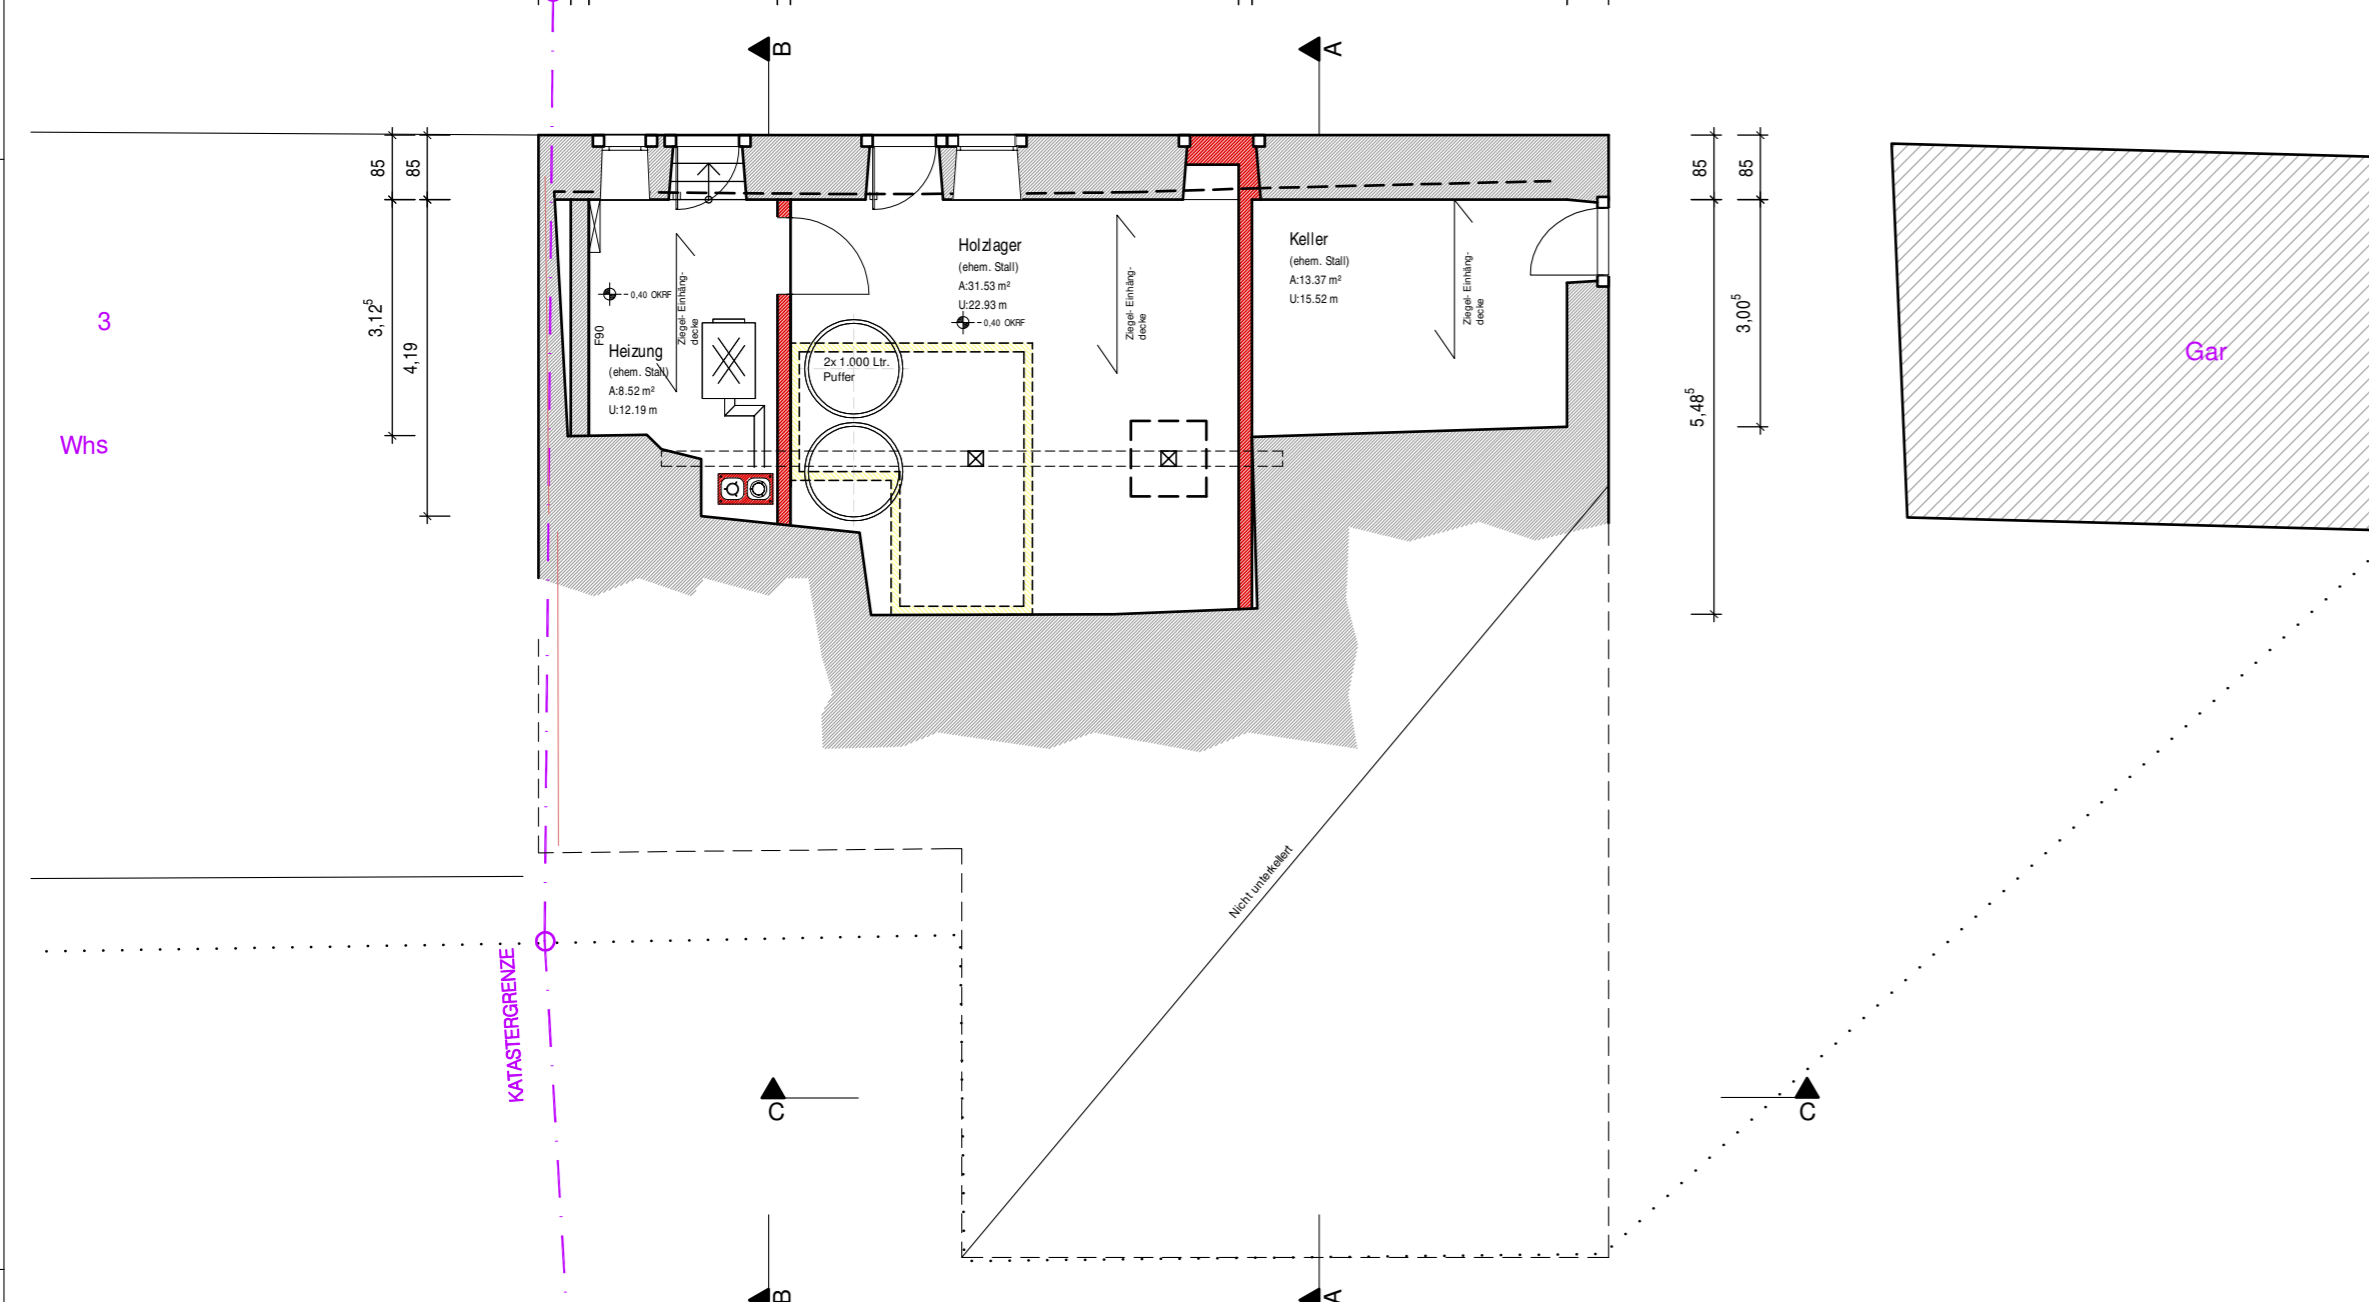 B
A
85
85
85
85
3,12⁵
4,19
5,48⁵
3,00⁵
3
Whs
F90
-0,40 OKRF
Heizung
(ehem. Stall)
A:8.52 m²
U:12.19 m
Ziegel- Einhäng-
decke
Holzlager
(ehem. Stall)
A:31.53 m²
U:22.93 m
-0,40 OKRF
2x 1.000 Ltr.
Puffer
Ziegel- Einhäng-
decke
Keller
(ehem. Stall)
A:13.37 m²
U:15.52 m
Ziegel- Einhäng-
decke
Gar
Nicht unterkellert
KATASTERGRENZE
C
C
B
A